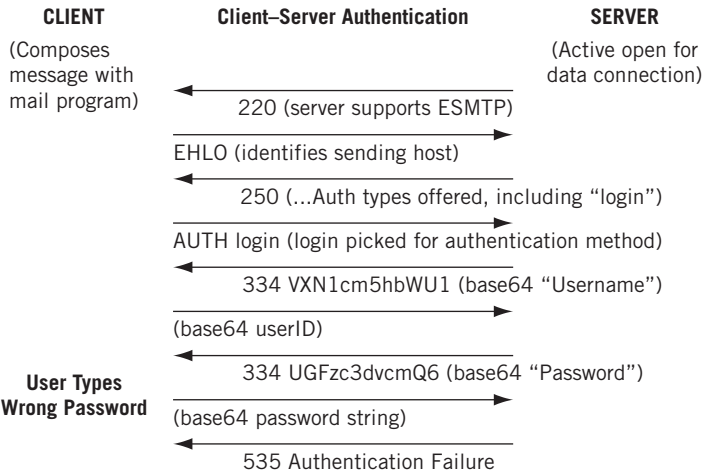 CLIENT
Client–Server Authentication
SERVER
(Composes
message with
mail program)
(Active open for
data connection)
220 (server supports ESMTP)
EHLO (identifies sending host)
250 (...Auth types offered, including “login”)
AUTH login (login picked for authentication method)
334 VXN1cm5hbWU1 (base64 “Username”)
(base64 userID)
334 UGFzc3dvcmQ6 (base64 “Password”)
User Types
Wrong Password
(base64 password string)
535 Authentication Failure